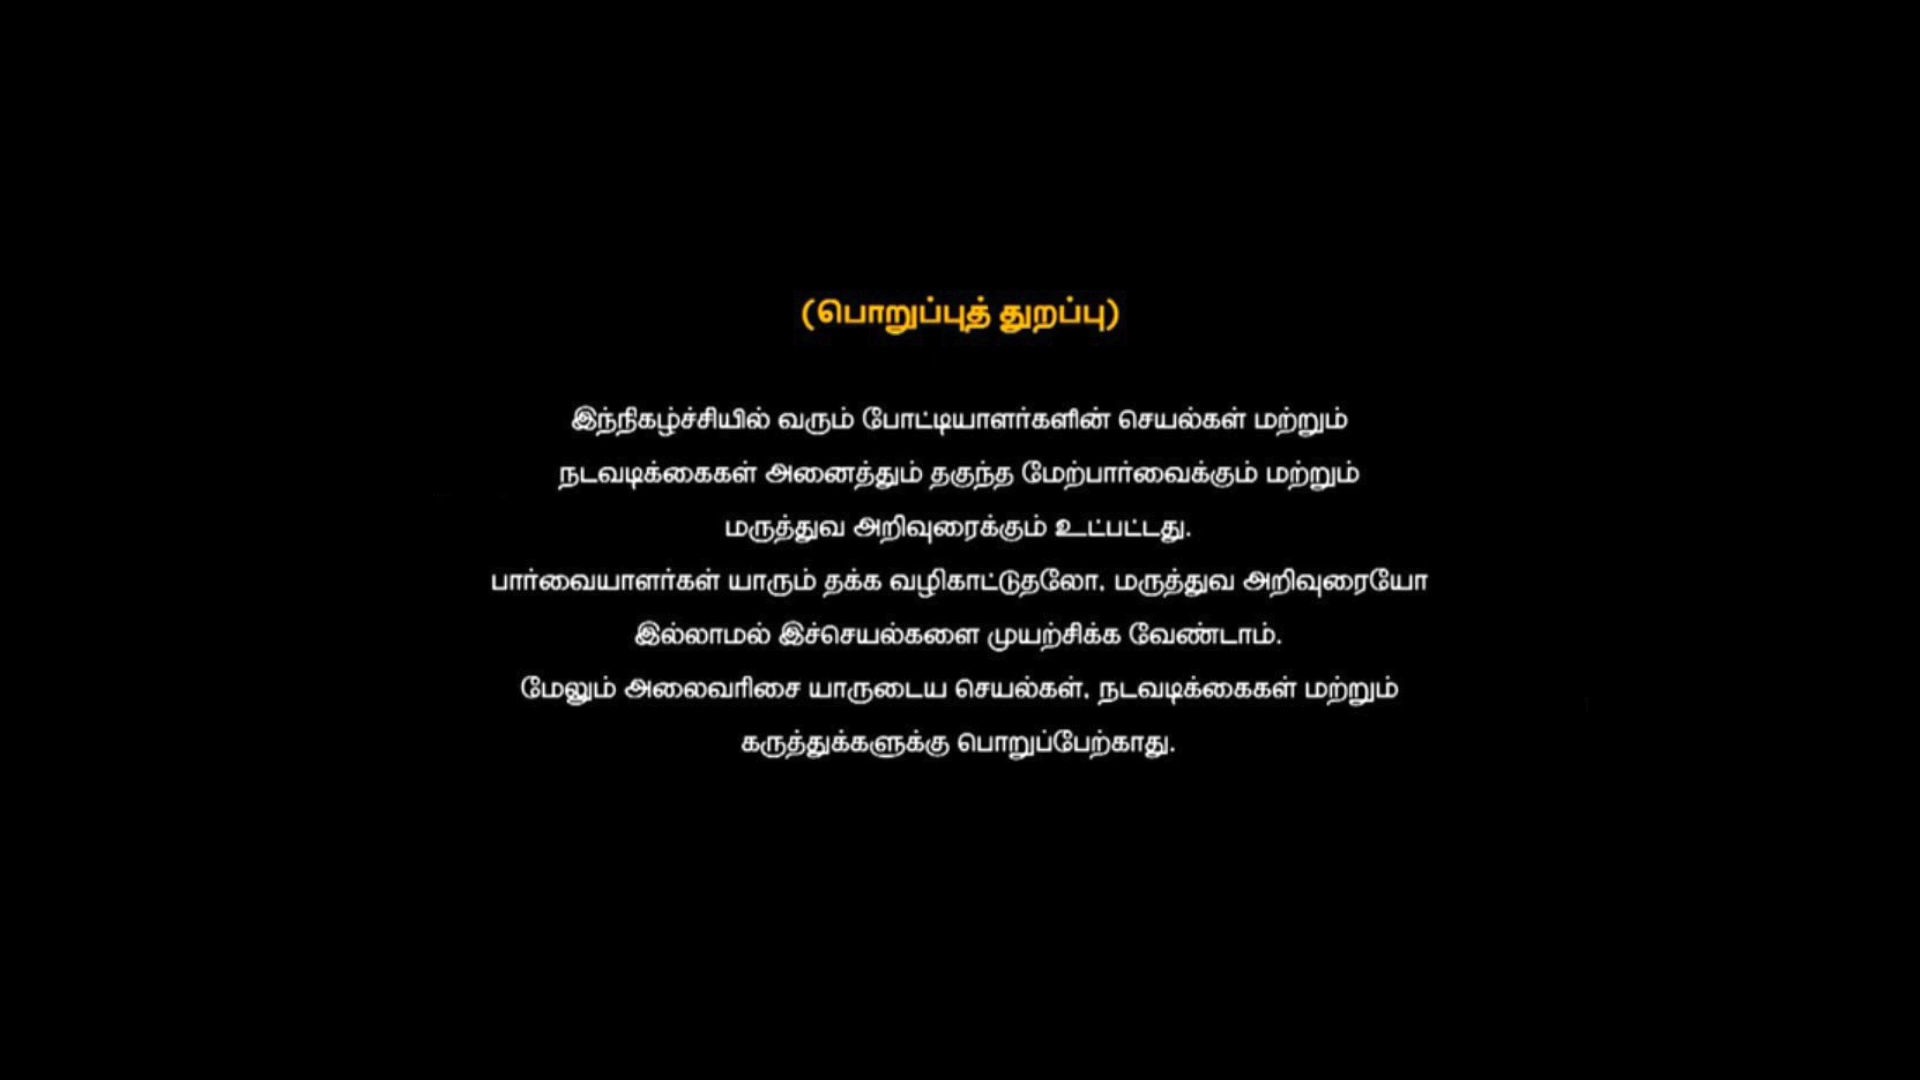 (பொறுப்புத் துறப்பு)
இந்நிகழ்ச்சியில் வரும் போட்டியாளர்களின் செயல்கள் மற்றும்
நடவடிக்கைகள் அனைத்தும் தகுந்த மேற்பார்வைக்கும் மற்றும்
மருத்துவ அறிவுரைக்கும் உட்பட்டது.
பார்வையாளர்கள் யாரும் தக்க வழிகாட்டுதலோ, மருத்துவ அறிவுரையோ
இல்லாமல் இச்செயல்களை முயற்சிக்க வேண்டாம்.
மேலும் அலைவரிசை யாருடைய செயல்கள், நடவடிக்கைகள் மற்றும்
கருத்துக்களுக்கு பொறுப்பேற்காது.